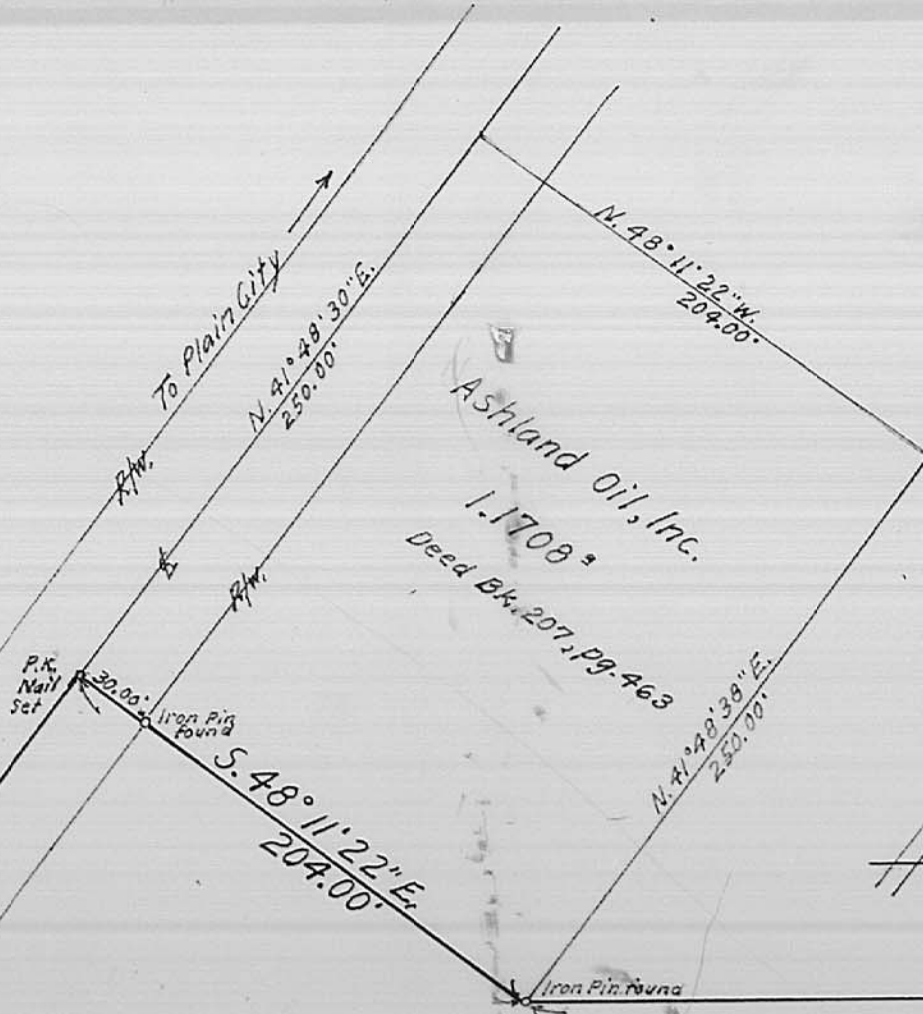 To Plain City
N. 41° 48' 30" E.
250.00'
R/W.
R/W.
N. 48° 11' 22" W.
204.00'
Ashland Oil, Inc.
1.1708 a
Deed Bk. 207, pg. 463
P.K.
Nail
set
30.00'
Iron Pin
found
S. 48° 11' 22" E.
204.00'
N. 41° 48' 38" E.
250.00'
Iron Pin found